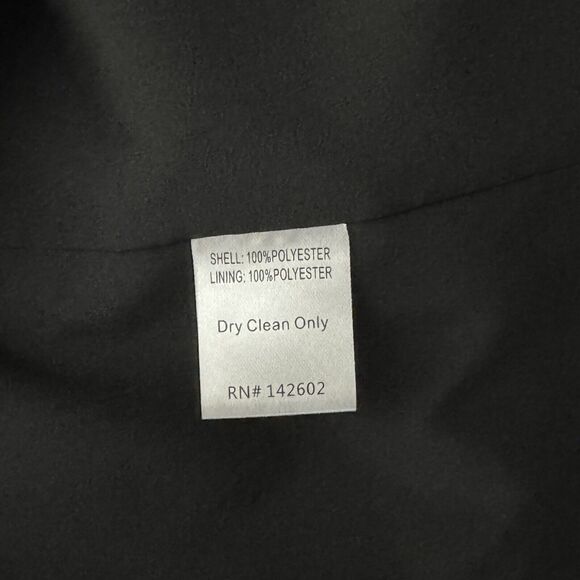 SHELL: 100%POLYESTER
LINING: 100%POLYESTER
Dry Clean Only
RN# 142602